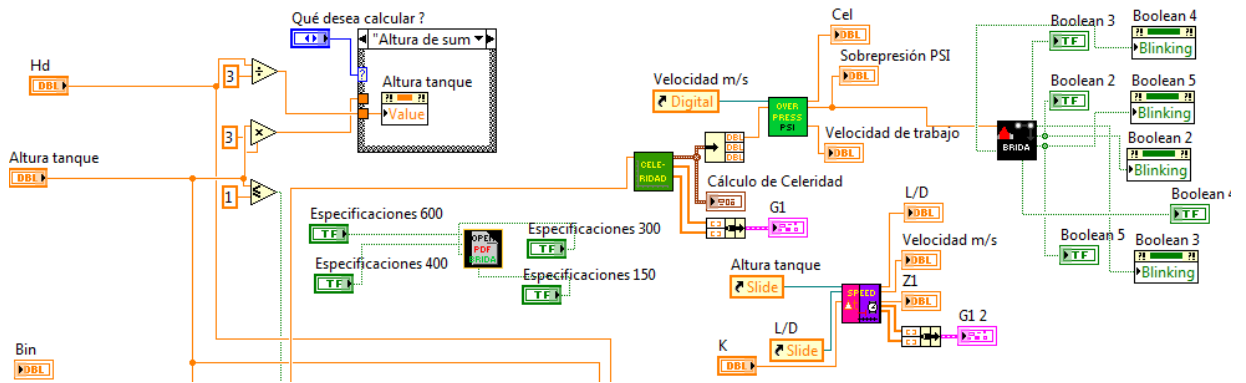 Qué desea calcular ?
"Altura de sum
Hd
DBL
3
÷
Altura tanque
Value
3
×
Altura tanque
DBL
1
≤
Especificaciones 600
TF
Especificaciones 400
TF
OPEN
PDF
BRIDA
Especificaciones 300
TF
Especificaciones 150
TF
Bin
DBL
Velocidad m/s
Digital
OVER
PRESS
PSI
Cel
DBL
Sobrepresión PSI
DBL
Velocidad de trabajo
DBL
CELE-
RIDAD
DBL
DBL
DBL
Cálculo de Celeridad
G1
Altura tanque
Slide
L/D
Slide
K
DBL
SPEED
L/D
DBL
Velocidad m/s
DBL
Z1
DBL
G1 2
BRIDA
Boolean 3
TF
Boolean 4
Blinking
Boolean 2
TF
Boolean 5
Blinking
Boolean 2
Blinking
Boolean 4
TF
Boolean 5
TF
Boolean 3
Blinking